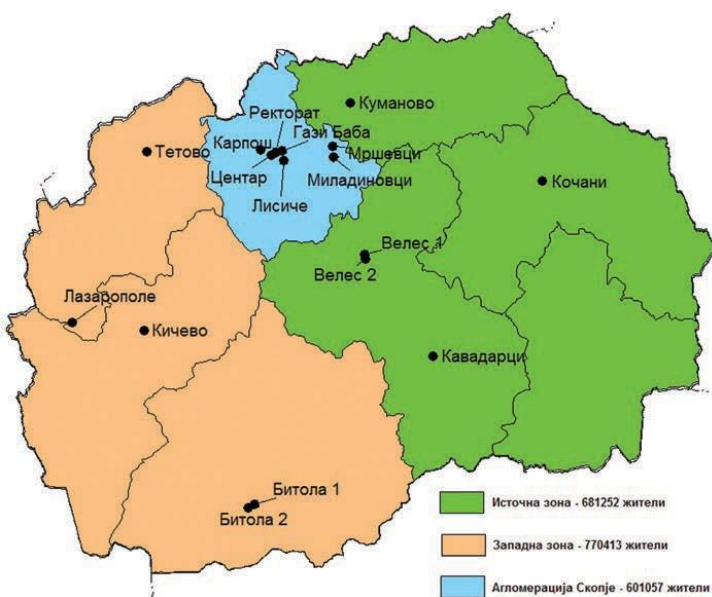 Куманово
Ректорат
Гази Баба
Карпош
Тетово
Мршевци
Центар
Миладиновци
Кочани
Лисиче
Велес 1
Велес 2
Лазарополе
Кичево
Кавадарци
Битола 1
Битола 2
Источна зона - 681252 жители
Западна зона - 770413 жители
Агломерација Скопје - 601057 жители